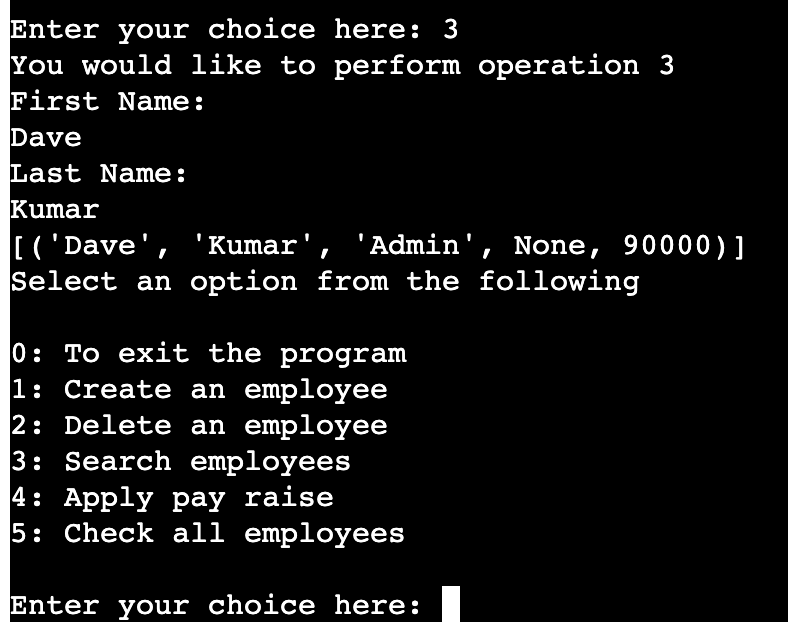 Enter your choice here: 3
You would like to perform operation 3
First Name:
Dave
Last Name:
Kumar
[('Dave', 'Kumar', 'Admin', None, 90000)]
Select an option from the following
0: To exit the program
1: Create an employee
2: Delete an employee
3: Search employees
4: Apply pay raise
5: Check all employees
Enter your choice here: